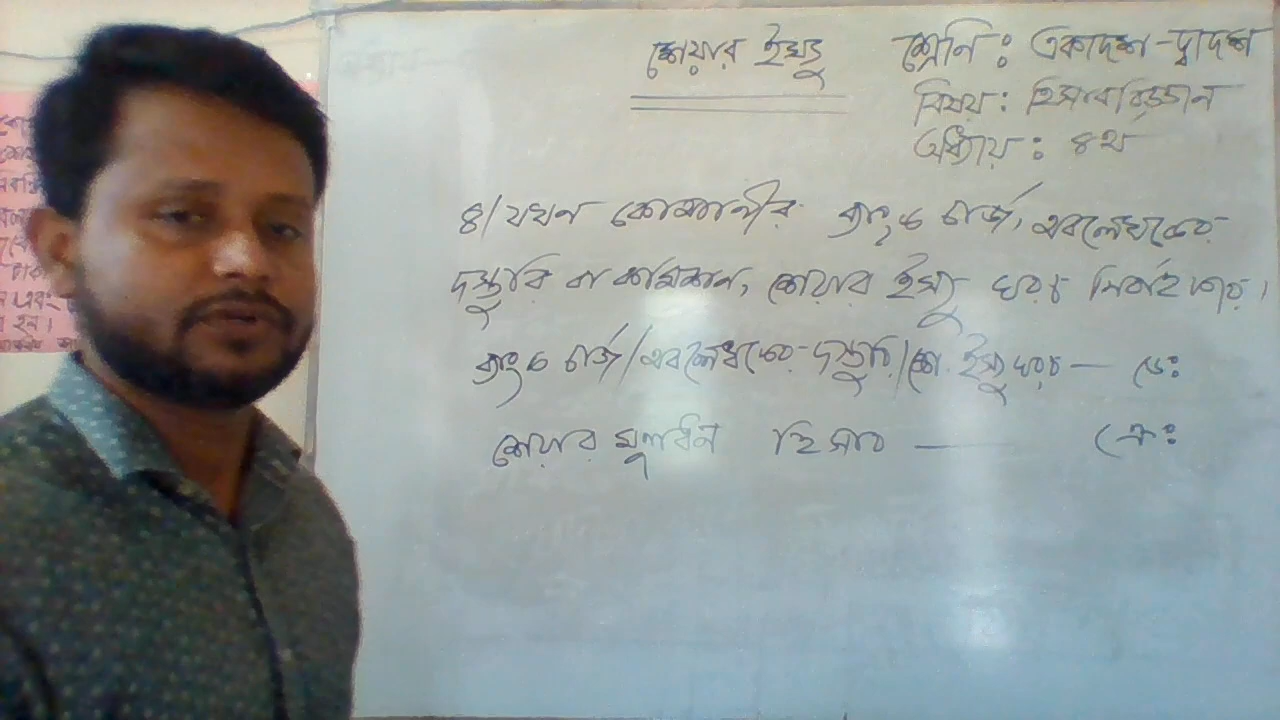 শেয়ার ইস্যু
শ্রেনি : একাদশ-দ্বাদশ
বিষয় : হিসাববিজ্ঞান
অধ্যায় : ৪র্থ
৪/ যখন কোম্পানীর ব্যাংক চার্জ, অবলেখকের
দস্তুরি বা কমিশন, শেয়ার ইস্যু খরচ নির্বাহ হয়।
ব্যাংক চার্জ/অবলেখকের দস্তুরি/শে. ইস্যু খরচ — ডেঃ
শেয়ার মূলধন হিসাব — ক্রেঃ